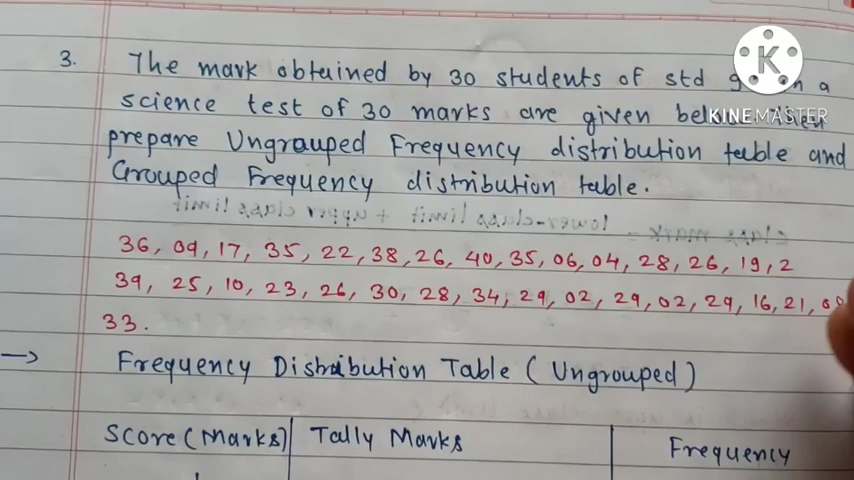 3. The mark obtained by 30 students of std 9 on a
science test of 30 marks are given
prepare Ungrouped Frequency distribution table and
Grouped Frequency distribution table.
36, 09, 17, 35, 22, 38, 26, 40, 35, 06, 04, 28, 26, 19, 2
39, 25, 10, 23, 26, 30, 28, 34, 29, 02, 29, 02, 29, 16, 21,
33.
→ Frequency Distribution Table (Ungrouped)
Score (Marks) Tally Marks Frequency
K
KINEMASTER